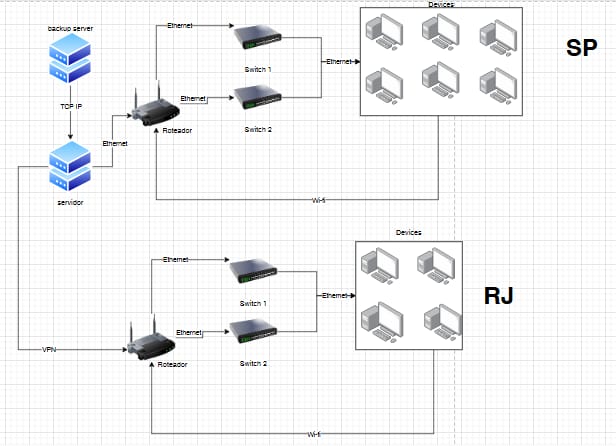 Devices
backup server
Ethernet
SP
Switch 1
Ethernet
TCP IP
Ethernet
Roteador
Switch 2
Ethernet
servidor
Wi-fi
Devices
Ethernet
RJ
Switch 1
Ethernet
Ethernet
VPN
Roteador
Switch 2
Wi-fi